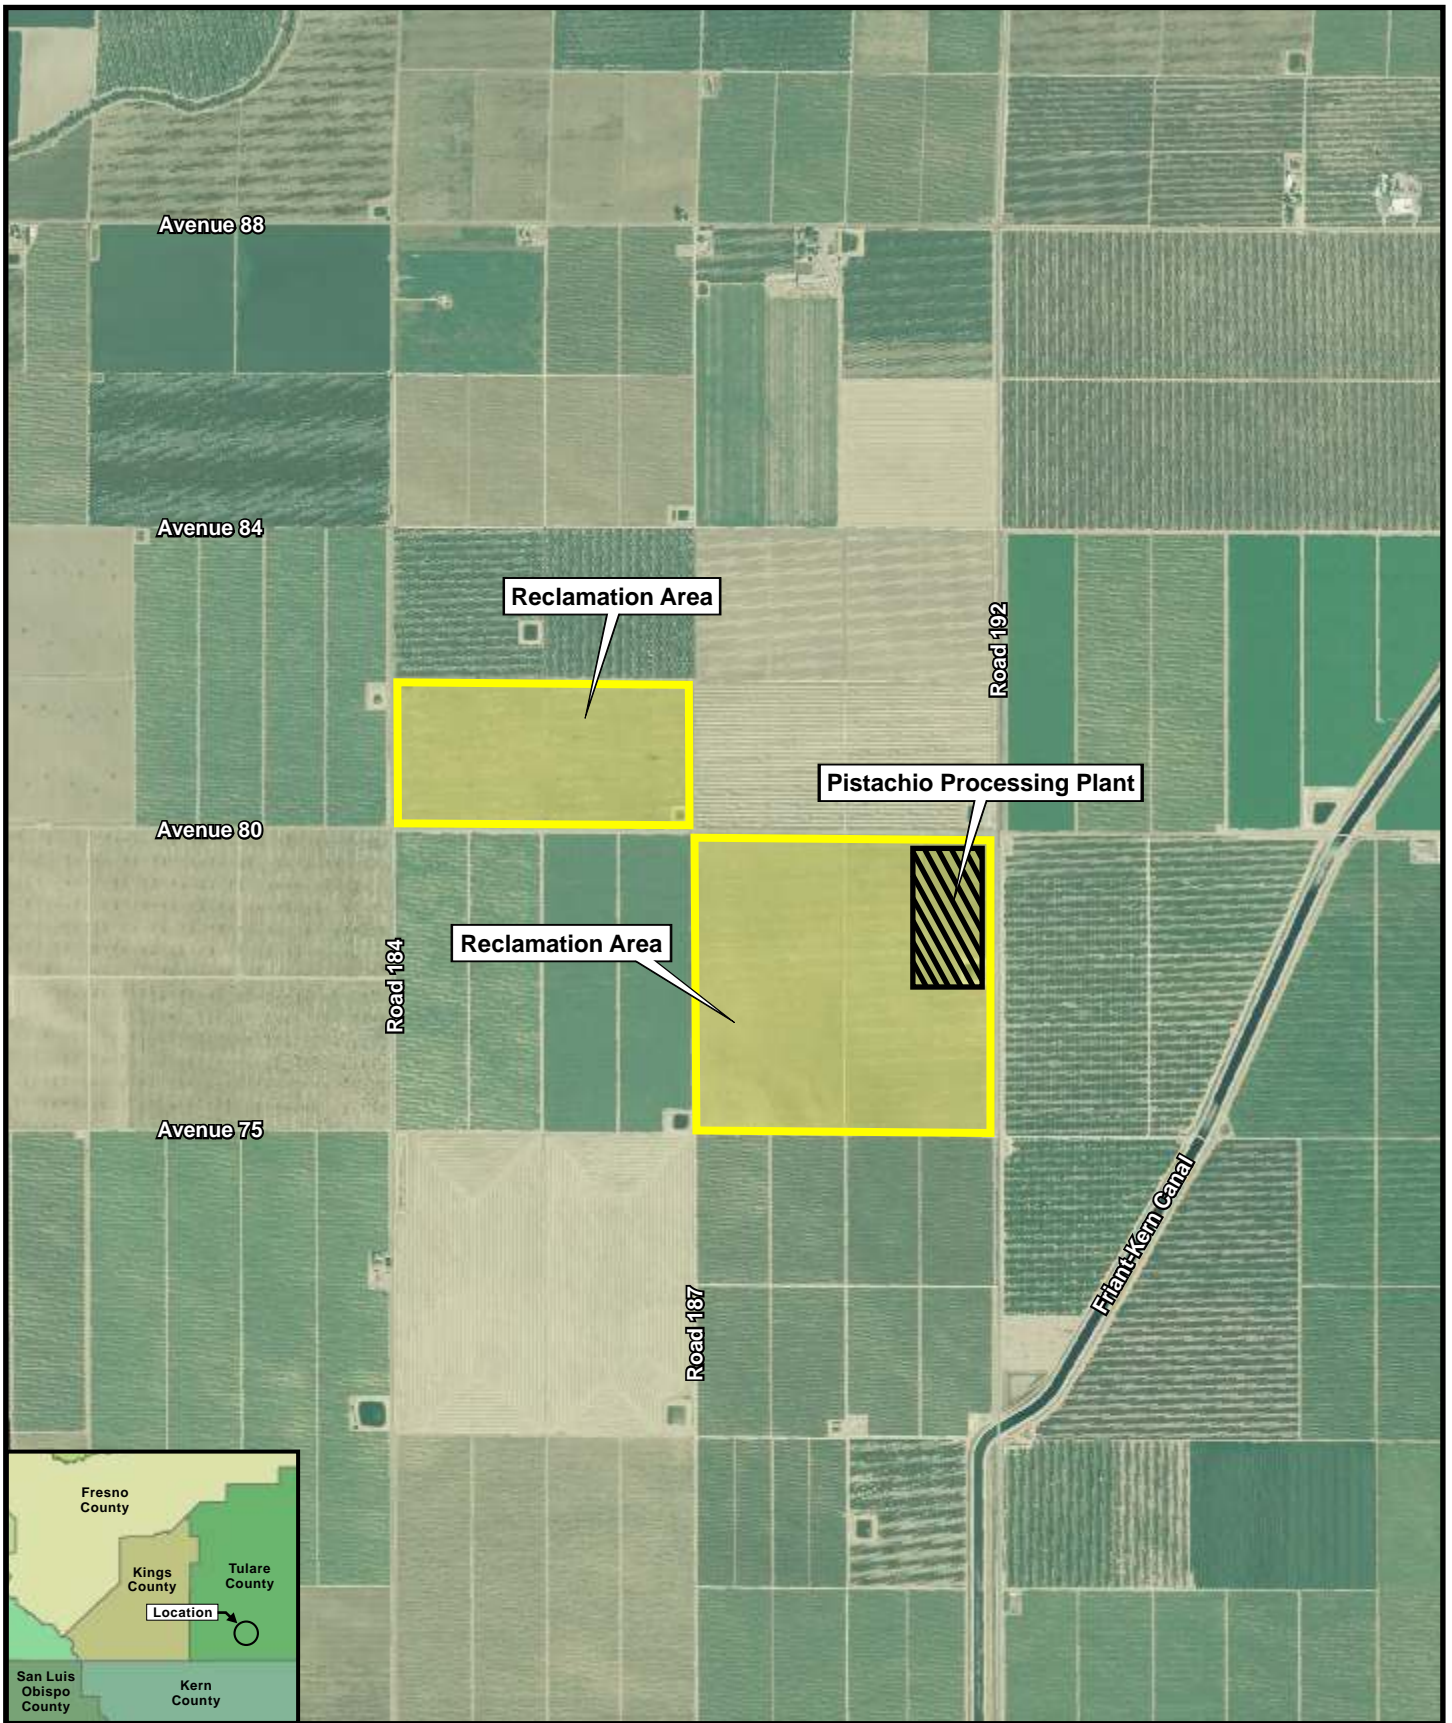 Avenue 88
Avenue 84
Reclamation Area
Road 192
Pistachio Processing Plant
Avenue 80
Reclamation Area
Road 184
Avenue 75
Friant-Kern Canal
Road 187
Fresno
County
Kings
County
Tulare
County
Location
San Luis
Obispo
County
Kern
County